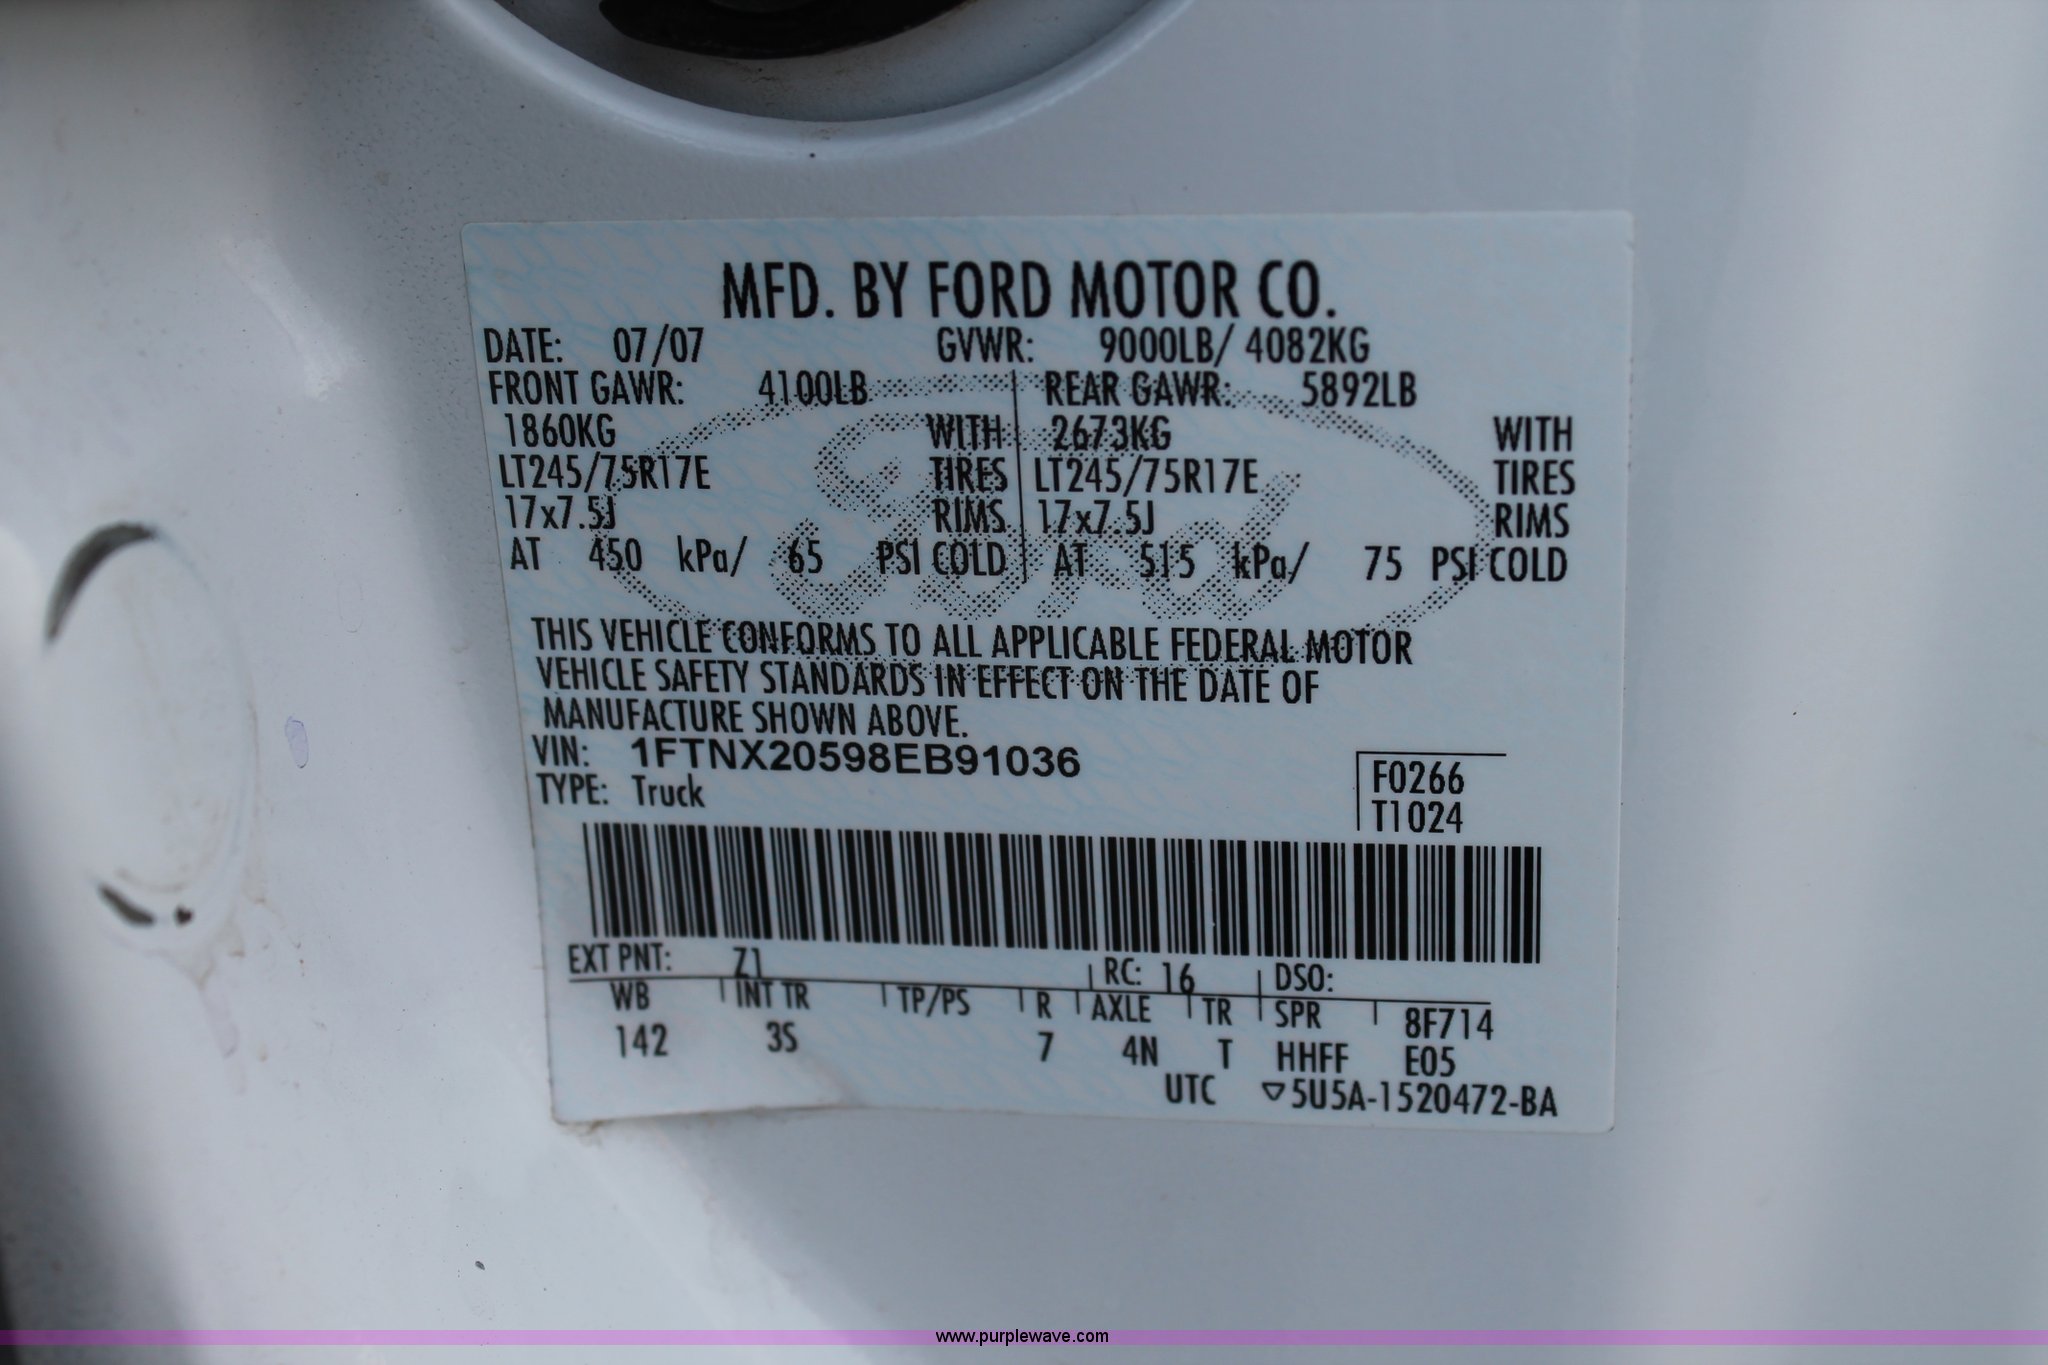 MFD. BY FORD MOTOR CO.
DATE: 07/07 GVWR: 9000LB/ 4082KG
FRONT GAWR: 4100LB REAR GAWR: 5892LB
1860KG WITH 2673KG WITH
LT245/75R17E TIRES LT245/75R17E TIRES
17x7.5J RIMS 17x7.5J RIMS
AT 450 kPa/ 65 PSI COLD AT 515 kPa/ 75 PSI COLD
Ford
THIS VEHICLE CONFORMS TO ALL APPLICABLE FEDERAL MOTOR
VEHICLE SAFETY STANDARDS IN EFFECT ON THE DATE OF
MANUFACTURE SHOWN ABOVE.
VIN: 1FTNX20598EB91036
TYPE: Truck
F0266
T1024
EXT PNT: Z1 RC: 16 DSO:
WB INT TR TP/PS R AXLE TR SPR 8F714
142 3S 7 4N T HHFF E05
UTC ▽5U5A-1520472-BA
www.purplewave.com